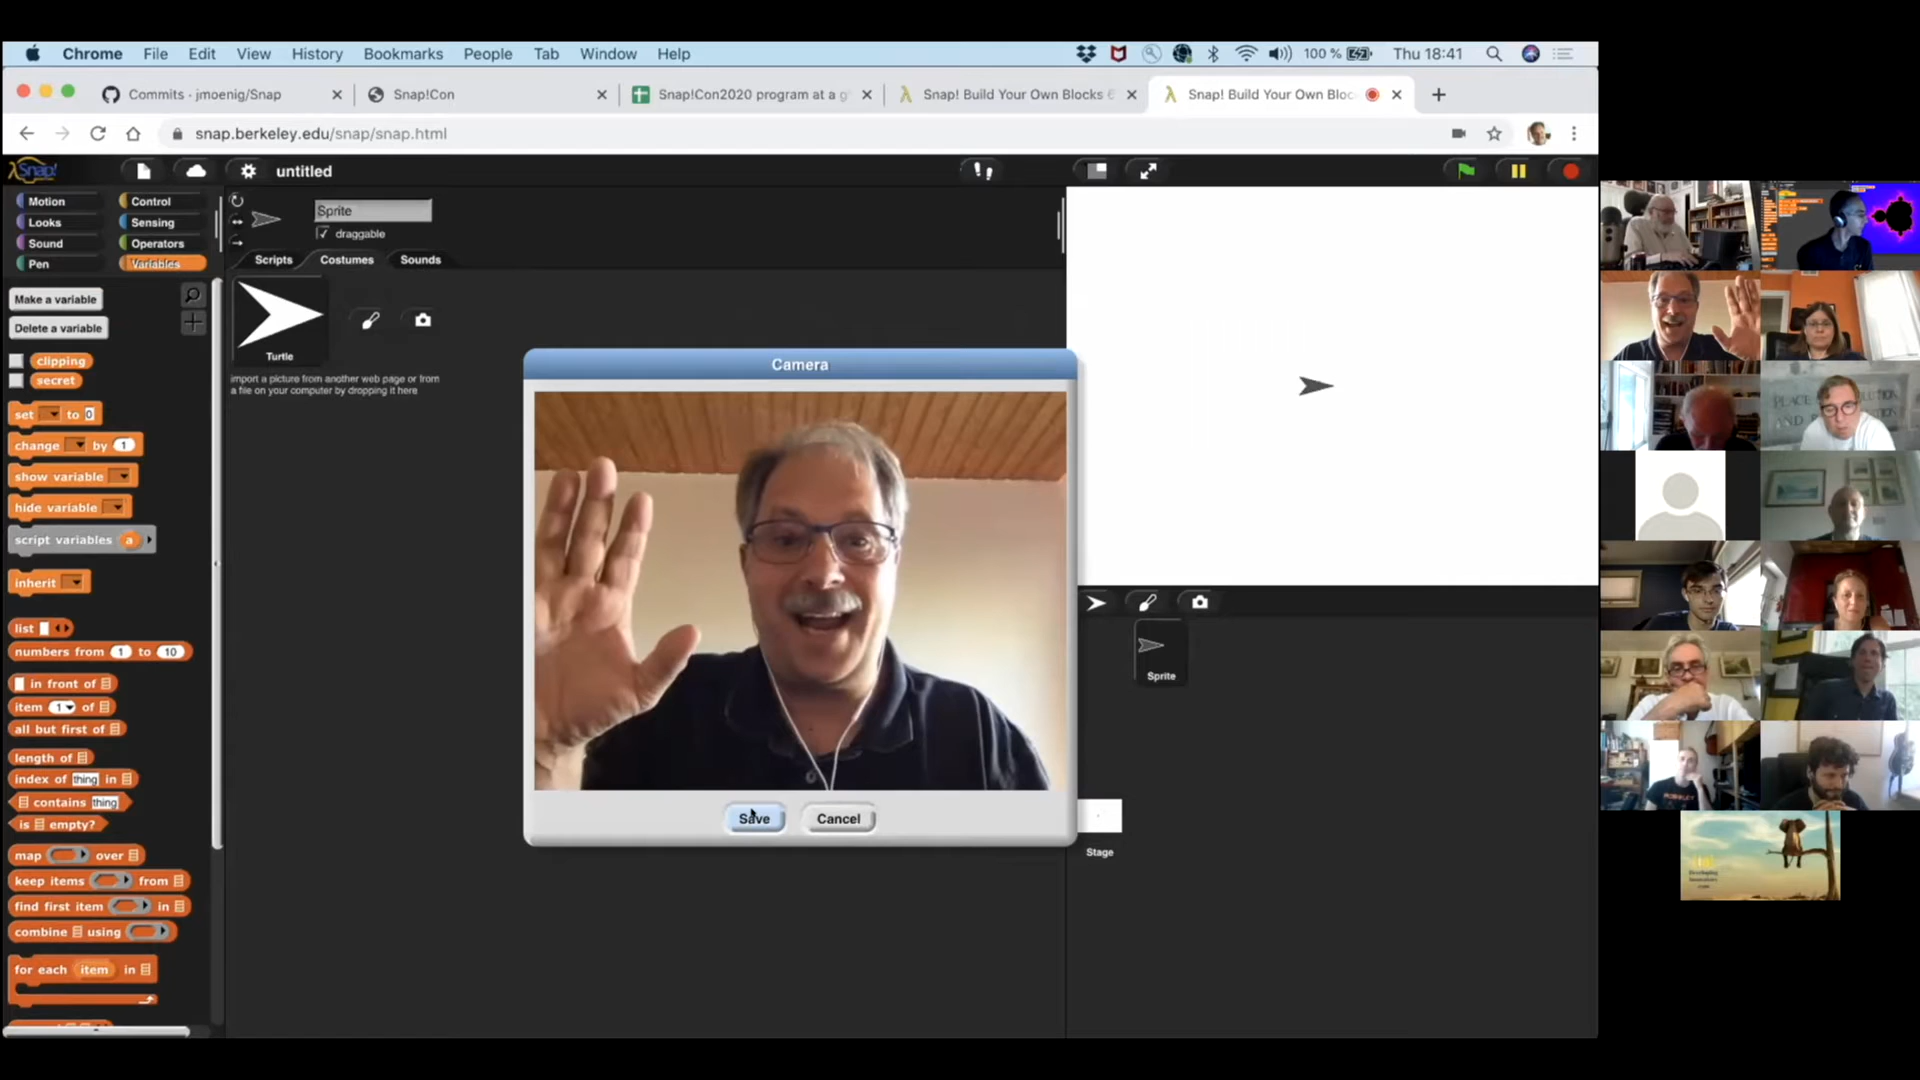 Chrome File Edit View History Bookmarks People Tab Window Help 100 % Thu 18:41
Commits · jmoenig/Snap Snap!Con Snap!Con2020 program at a g Snap! Build Your Own Blocks Snap! Build Your Own Bloc
snap.berkeley.edu/snap/snap.html
Snap! untitled
Motion Control
Looks Sensing
Sound Operators
Pen Variables
Sprite
draggable
Scripts Costumes Sounds
Make a variable
Delete a variable
clipping
secret
set to 0
change by 1
show variable
hide variable
script variables a
inherit
list
numbers from 1 to 10
in front of
item 1 of
all but first of
length of
index of thing in
contains thing
is empty?
map over
keep items from
find first item in
combine using
for each item in
Turtle
import a picture from another web page or from
a file on your computer by dropping it here
Camera
Save Cancel
Sprite
Stage
PLACE
AND
Developing